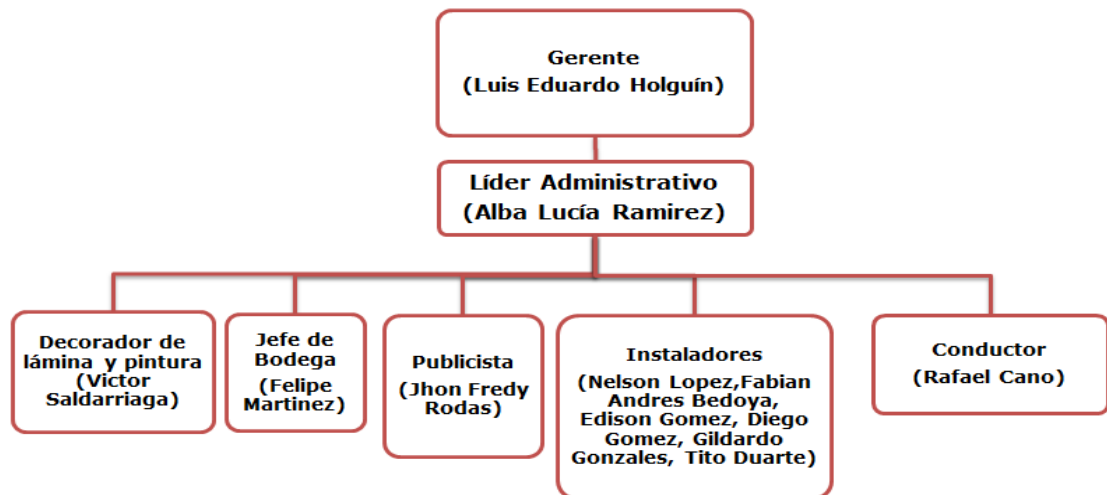 Gerente
(Luis Eduardo Holguín)
Líder Administrativo
(Alba Lucía Ramirez)
Decorador de
lámina y pintura
(Victor
Saldarriaga)
Jefe de
Bodega
(Felipe
Martinez)
Publicista
(Jhon Fredy
Rodas)
Instaladores
(Nelson Lopez,Fabian
Andres Bedoya,
Edison Gomez, Diego
Gomez, Gildardo
Gonzales, Tito Duarte)
Conductor
(Rafael Cano)